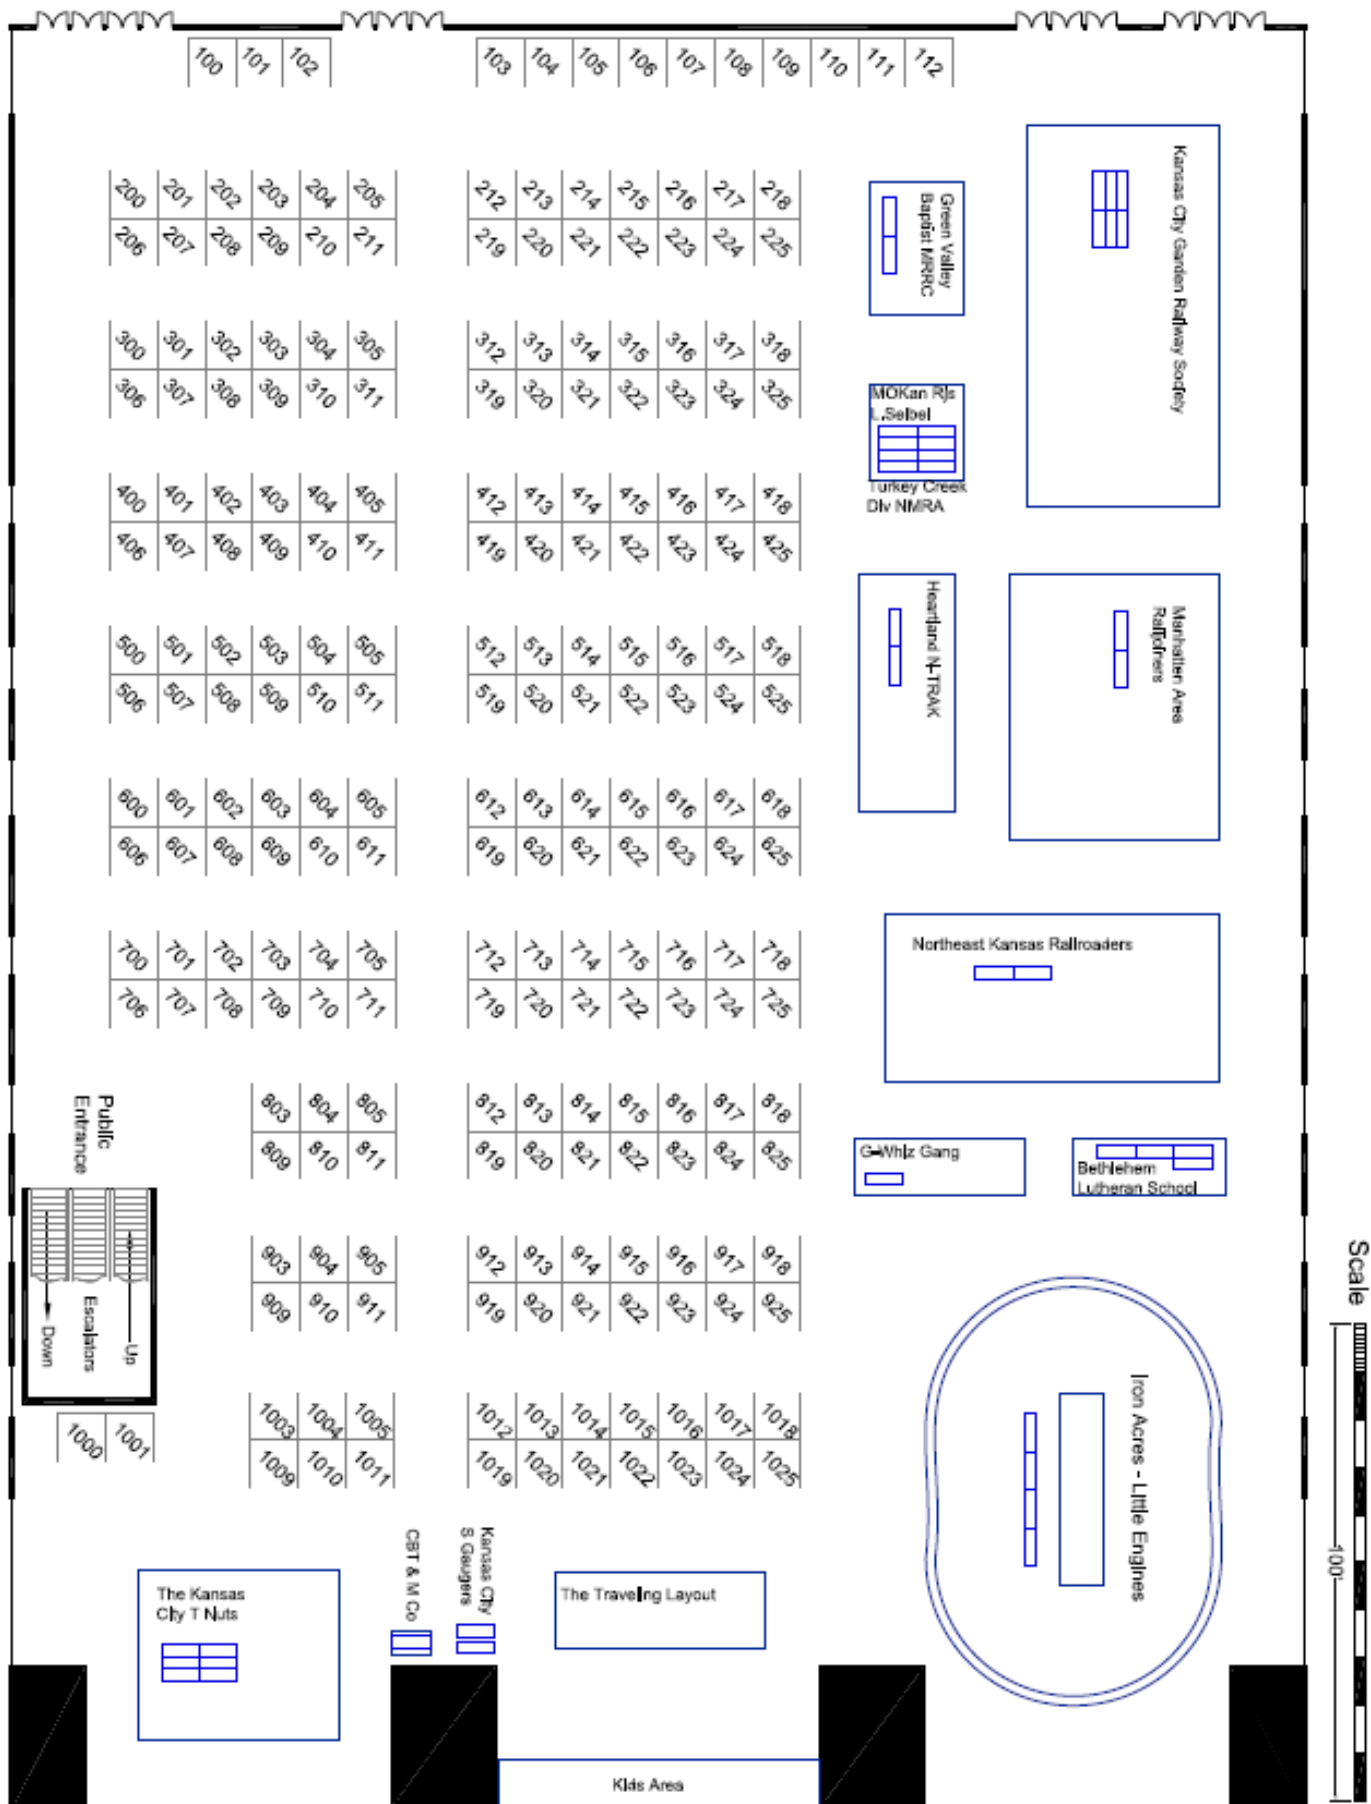 100 101 102 103 104 105 106 107 108 109 110 111 112
200 201 202 203 204 205 212 213 214 215 216 217 218
206 207 208 209 210 211 219 220 221 222 223 224 225
Green Valley
Baptist MRRC
Kansas City Garden Railway Society
300 301 302 303 304 305 312 313 314 315 316 317 318
306 307 308 309 310 311 319 320 321 322 323 324 325
MOKan Rls
L.Seibel
Turkey Creek
Div NMRA
400 401 402 403 404 405 412 413 414 415 416 417 418
406 407 408 409 410 411 419 420 421 422 423 424 425
500 501 502 503 504 505 512 513 514 515 516 517 518
506 507 508 509 510 511 519 520 521 522 523 524 525
Heartland N-TRAK
Manhatten Area
Railjoiners
600 601 602 603 604 605 612 613 614 615 616 617 618
606 607 608 609 610 611 619 620 621 622 623 624 625
700 701 702 703 704 705 712 713 714 715 716 717 718
706 707 708 709 710 711 719 720 721 722 723 724 725
Northeast Kansas Railroaders
803 804 805 812 813 814 815 816 817 818
809 810 811 819 820 821 822 823 824 825
Public
Entrance
G-Whiz Gang
Bethlehem
Lutheran School
903 904 905 912 913 914 915 916 917 918
909 910 911 919 920 921 922 923 924 925
Up
Escalators
Down
Scale
100'
1003 1004 1005 1012 1013 1014 1015 1016 1017 1018
1000 1001 1009 1010 1011 1019 1020 1021 1022 1023 1024 1025
Iron Acres - Little Engines
The Kansas
City T Nuts
CBT & M Co
Kansas City
S Gaugers
The Traveling Layout
Kids Area